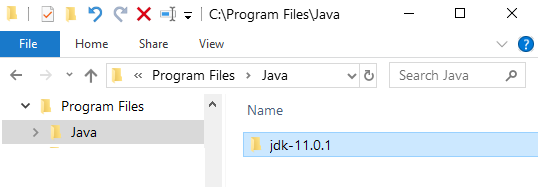 C:\Program Files\Java
File Home Share View
Program Files Java Search Java
Program Files
Java
Name
jdk-11.0.1